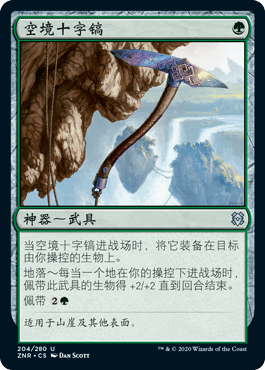 空境十字镐
神器～武具
当空境十字镐进战场时，将它装备在目标
由你操控的生物上。
地落～每当一个地在你的操控下进战场时，
佩带此武具的生物得 +2/+2 直到回合结束。
佩带 2
适用于山崖及其他表面。
204/280 U
ZNR • CS DAN SCOTT
™ & © 2020 Wizards of the Coast